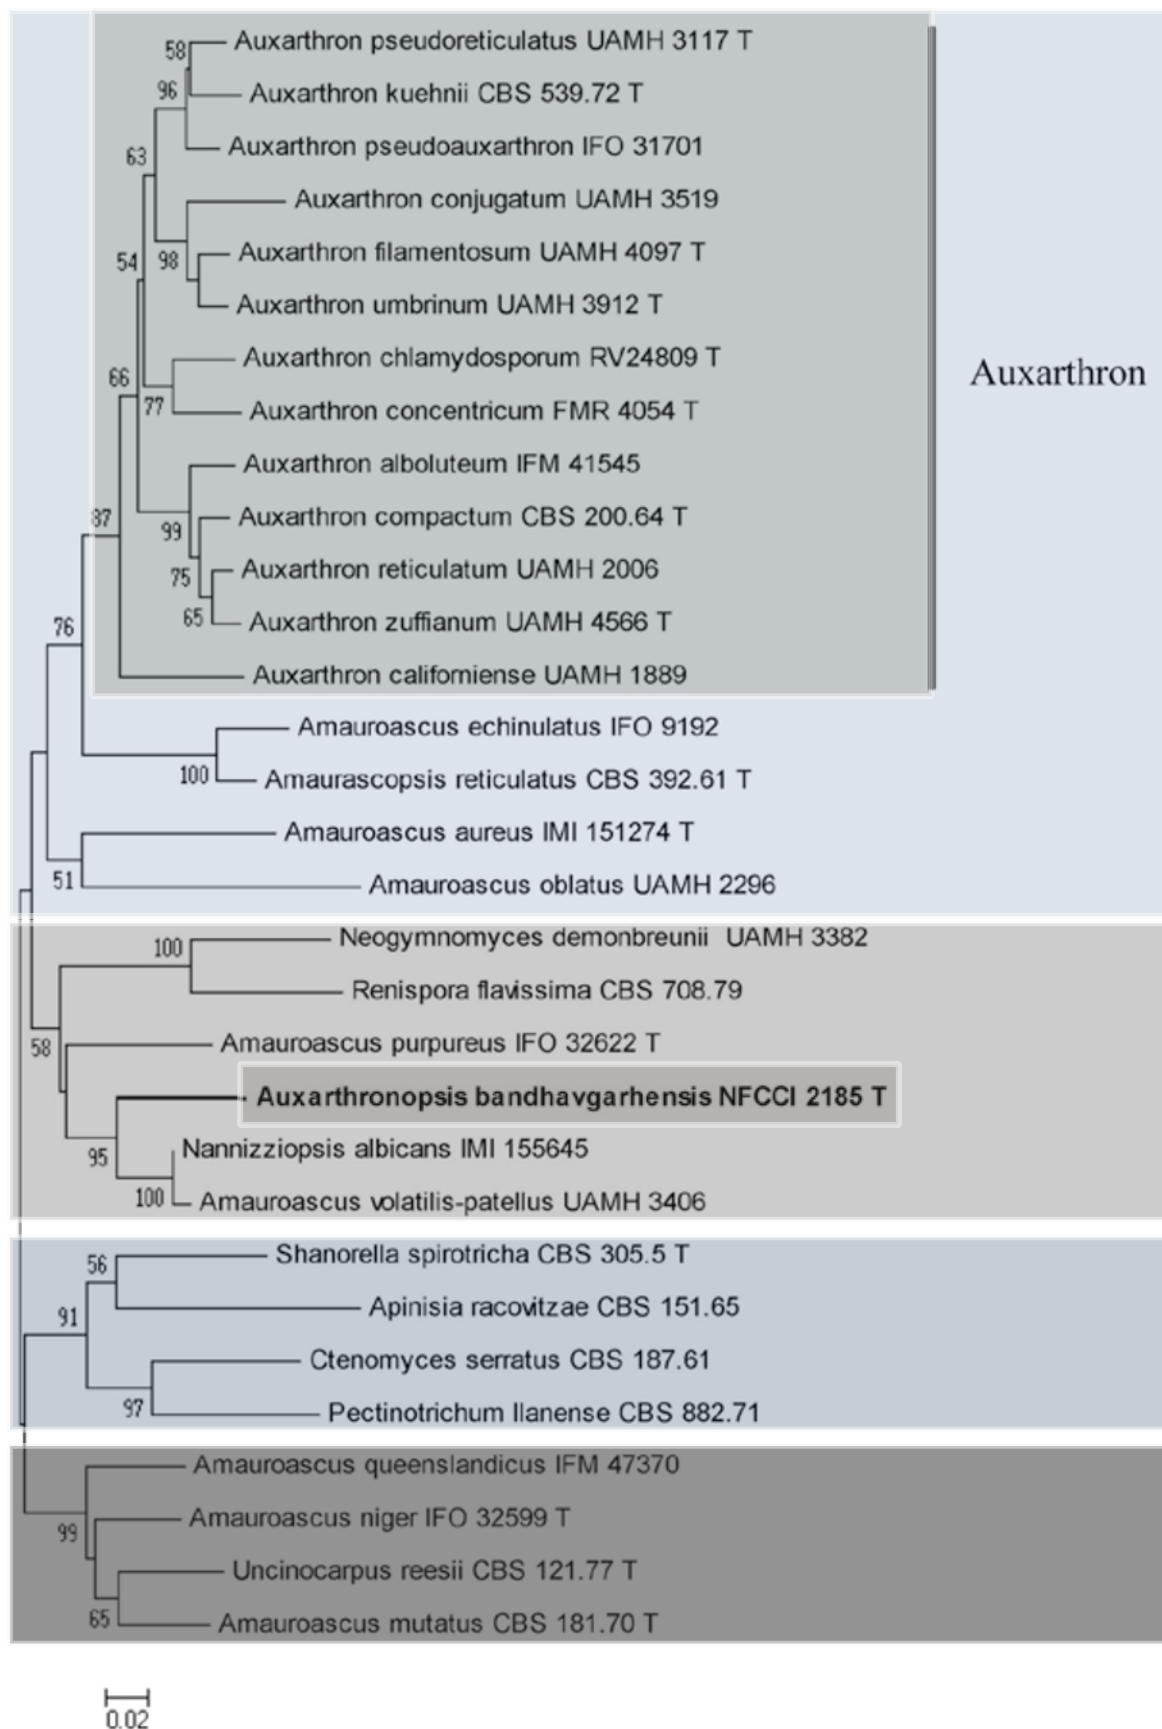 58
Auxarthron pseudoreticulatus UAMH 3117 T
96
Auxarthron kuehnii CBS 539.72 T
63
Auxarthron pseudoauxarthron IFO 31701
Auxarthron conjugatum UAMH 3519
54
98
Auxarthron filamentosum UAMH 4097 T
Auxarthron umbrinum UAMH 3912 T
Auxarthron chlamydosporum RV24809 T
Auxarthron
66
77
Auxarthron concentricum FMR 4054 T
Auxarthron alboluteum IFM 41545
87
99
Auxarthron compactum CBS 200.64 T
75
Auxarthron reticulatum UAMH 2006
65
Auxarthron zuffianum UAMH 4566 T
76
Auxarthron californiense UAMH 1889
Amauroascus echinulatus IFO 9192
100
Amaurascopsis reticulatus CBS 392.61 T
Amauroascus aureus IMI 151274 T
51
Amauroascus oblatus UAMH 2296
100
Neogymnomyces demonbreunii UAMH 3382
Renispora flavissima CBS 708.79
58
Amauroascus purpureus IFO 32622 T
Auxarthronopsis bandhavgarhensis NFCCI 2185 T
95
Nannizziopsis albicans IMI 155645
100
Amauroascus volatilis-patellus UAMH 3406
56
Shanorella spirotricha CBS 305.5 T
91
Apinisia racovitzae CBS 151.65
Ctenomyces serratus CBS 187.61
97
Pectinotrichum llanense CBS 882.71
Amauroascus queenslandicus IFM 47370
99
Amauroascus niger IFO 32599 T
Uncinocarpus reesii CBS 121.77 T
65
Amauroascus mutatus CBS 181.70 T
0.02